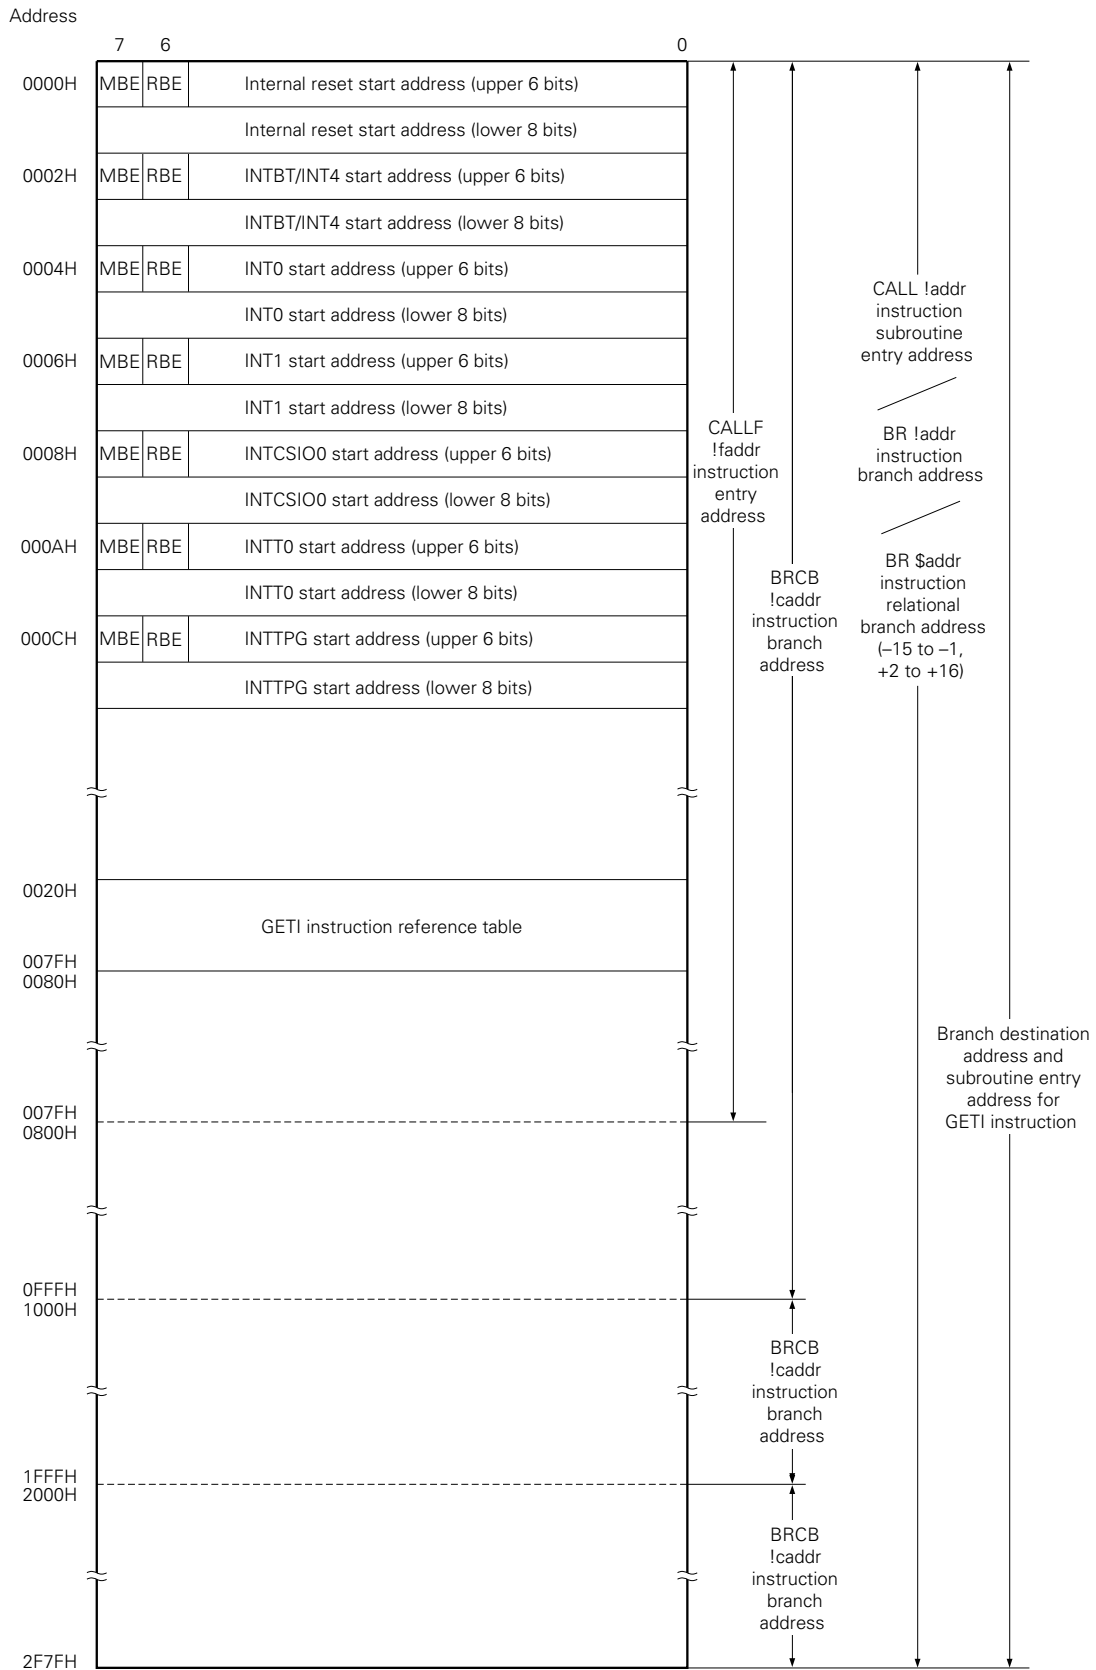 Address
7 6 0
0000H MBE RBE Internal reset start address (upper 6 bits)
Internal reset start address (lower 8 bits)
0002H MBE RBE INTBT/INT4 start address (upper 6 bits)
INTBT/INT4 start address (lower 8 bits)
0004H MBE RBE INT0 start address (upper 6 bits)
INT0 start address (lower 8 bits)
0006H MBE RBE INT1 start address (upper 6 bits)
INT1 start address (lower 8 bits)
0008H MBE RBE INTCSIO0 start address (upper 6 bits)
INTCSIO0 start address (lower 8 bits)
000AH MBE RBE INTT0 start address (upper 6 bits)
INTT0 start address (lower 8 bits)
000CH MBE RBE INTTPG start address (upper 6 bits)
INTTPG start address (lower 8 bits)
0020H
GETI instruction reference table
007FH
0080H
007FH
0800H
0FFFH
1000H
1FFFH
2000H
2F7FH
CALLF
!faddr
instruction
entry
address
BRCB
!caddr
instruction
branch
address
BRCB
!caddr
instruction
branch
address
BRCB
!caddr
instruction
branch
address
CALL !addr
instruction
subroutine
entry address
BR !addr
instruction
branch address
BR $addr
instruction
relational
branch address
(–15 to –1,
+2 to +16)
Branch destination
address and
subroutine entry
address for
GETI instruction